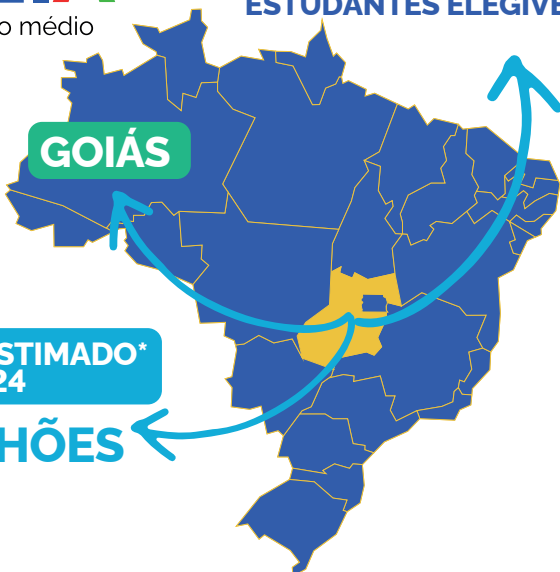 o médio
ESTUDANTES ELEGÍVE
GOIÁS
STIMADO*
24
HÕES